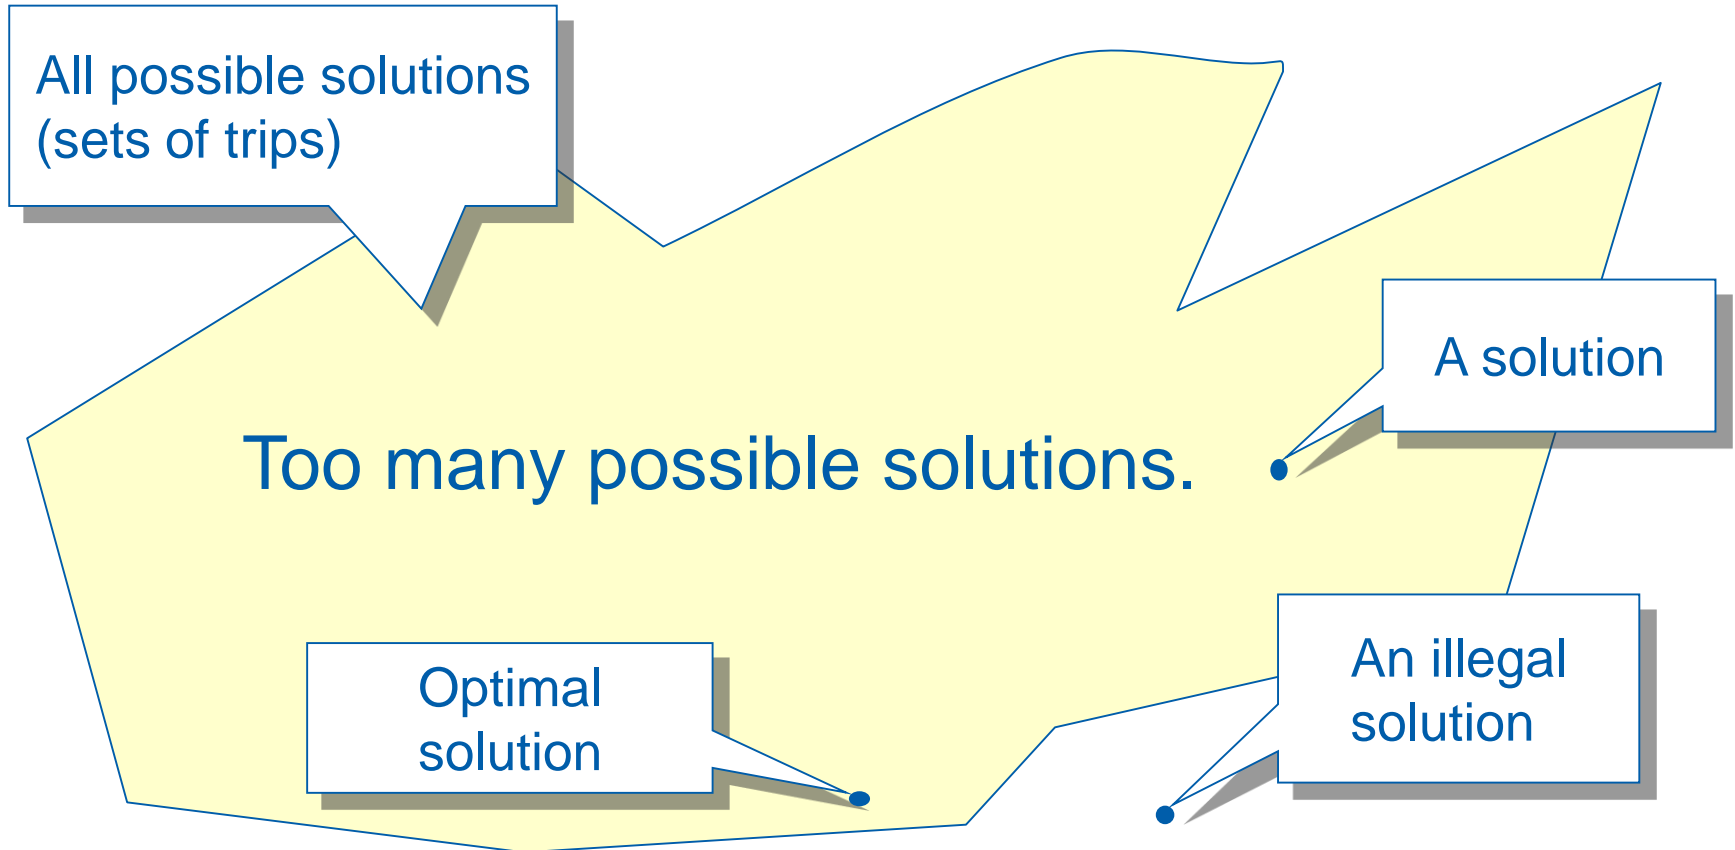 All possible solutions
(sets of trips)
A solution
Too many possible solutions.
Optimal
solution
An illegal
solution